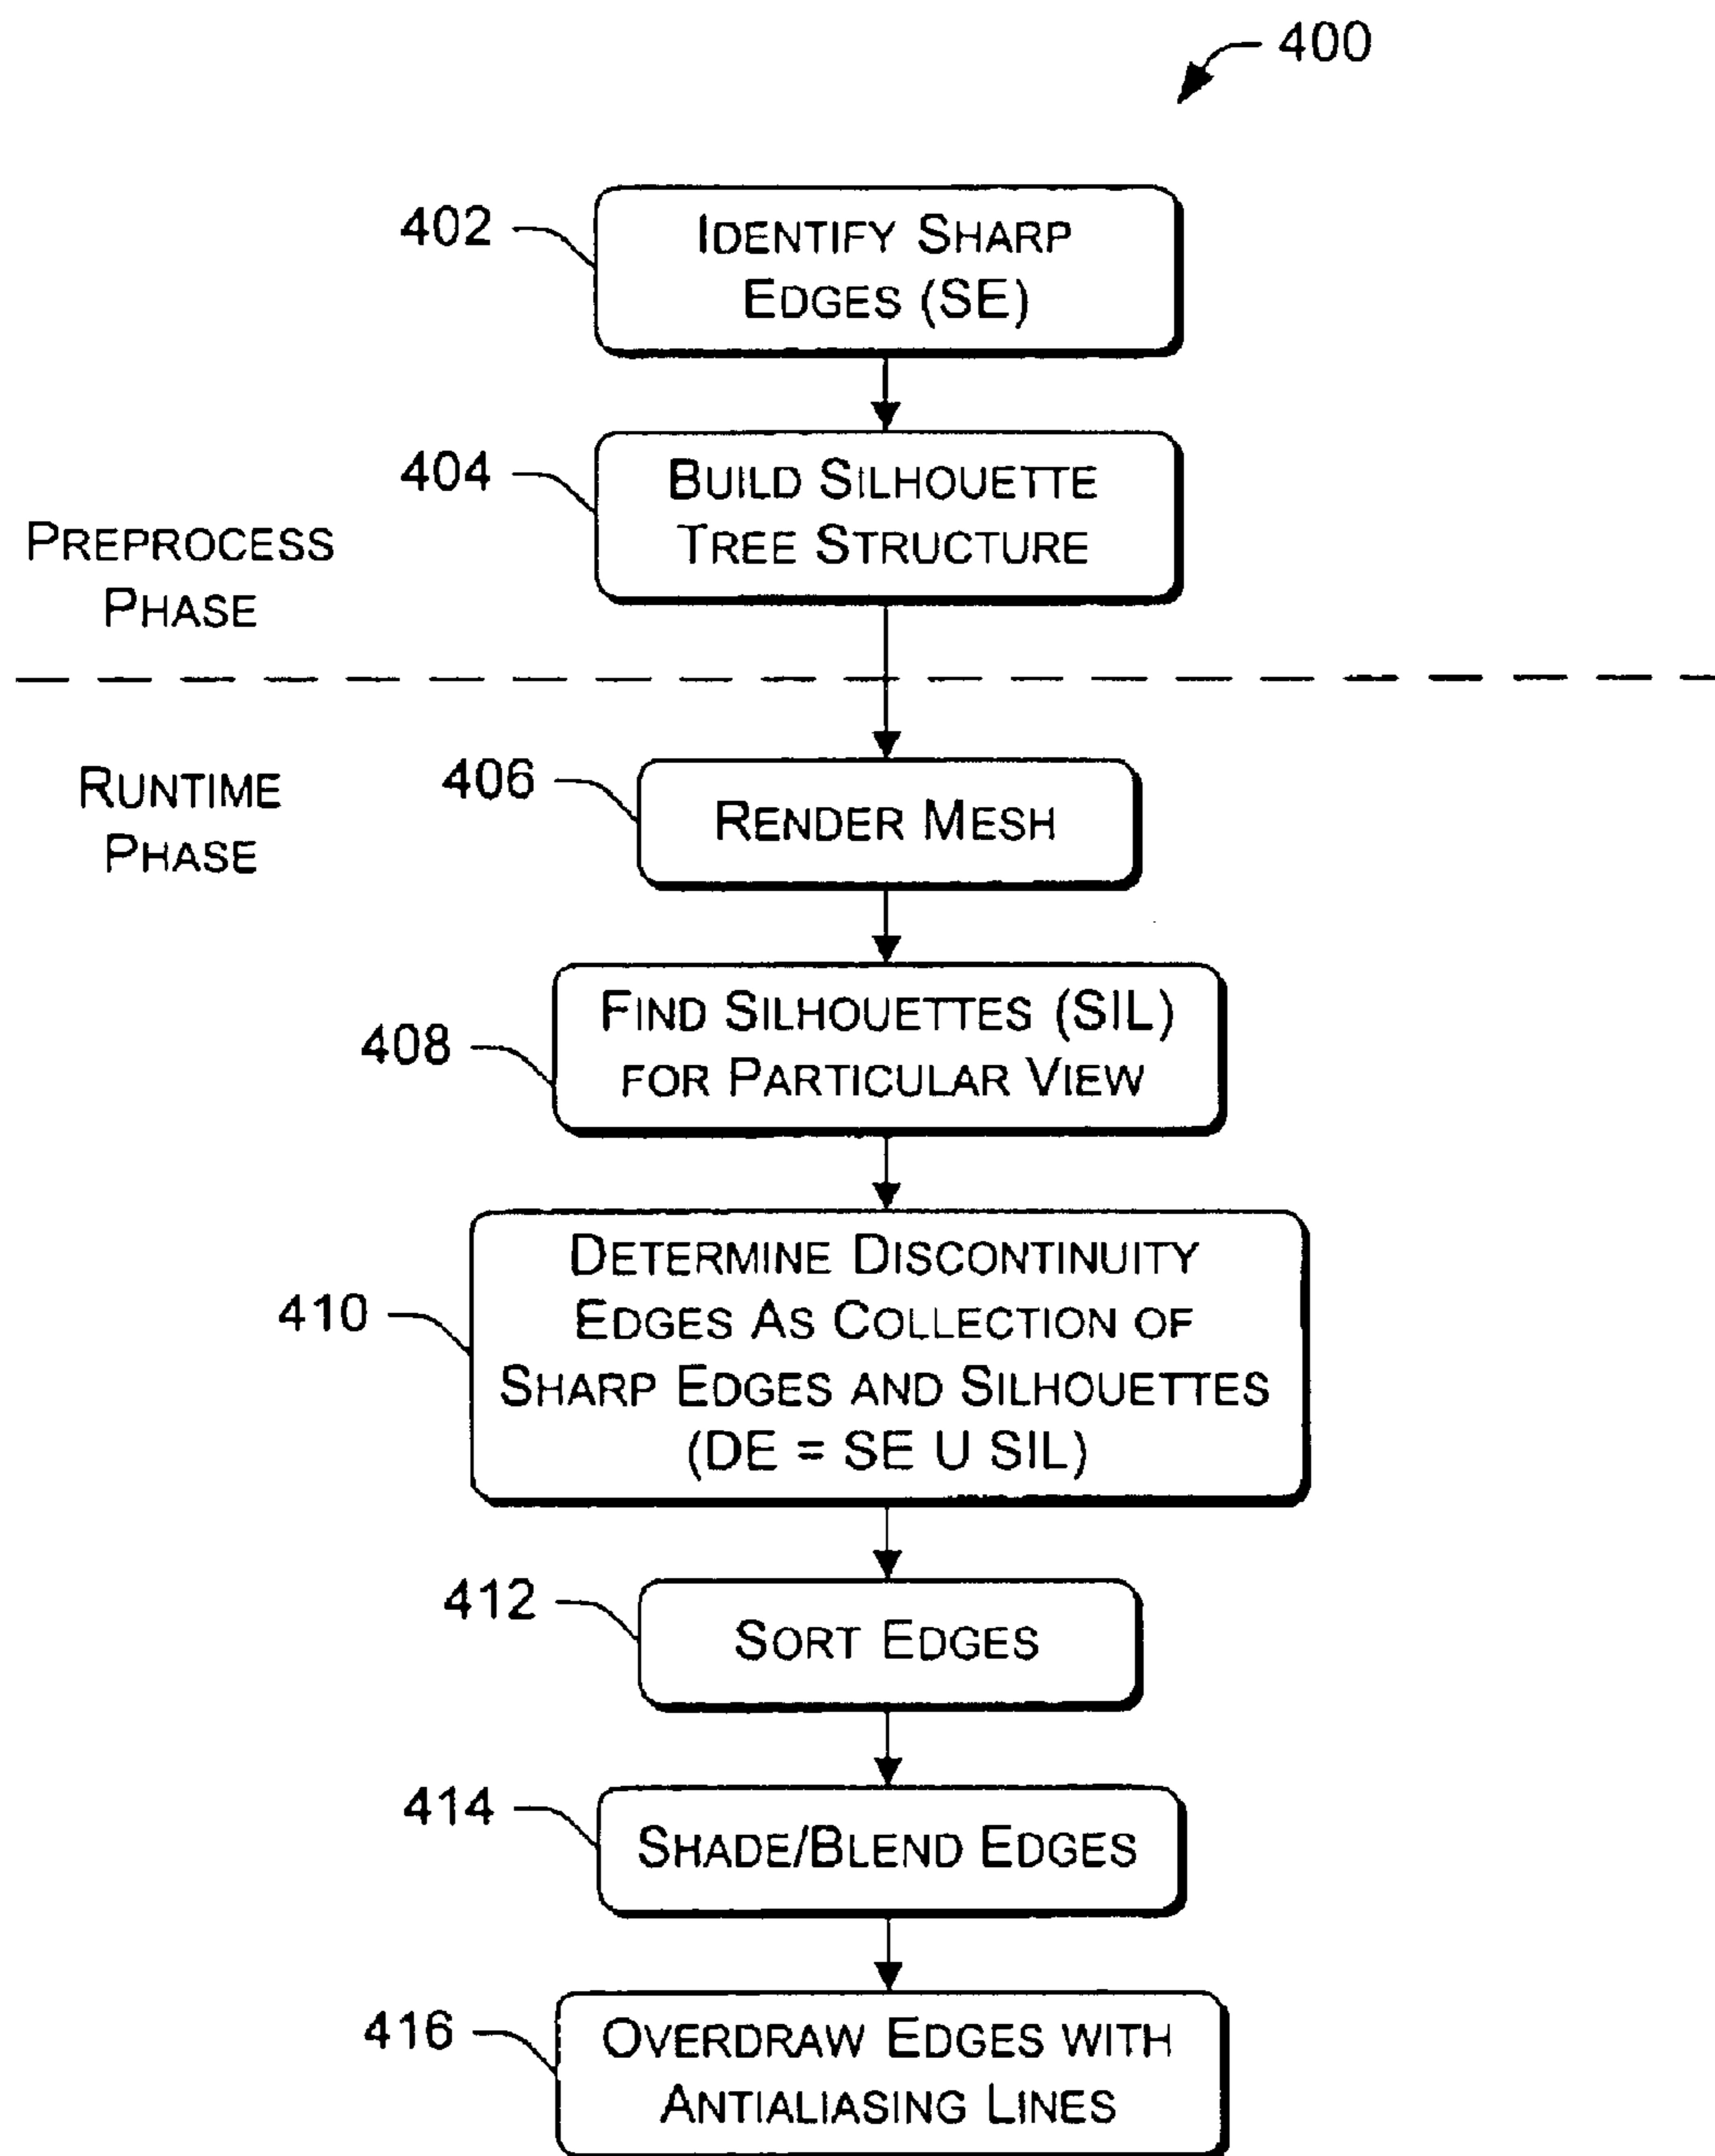 400
402
IDENTIFY SHARP
EDGES (SE)
404
BUILD SILHOUETTE
TREE STRUCTURE
PREPROCESS
PHASE
RUNTIME
PHASE
406
RENDER MESH
408
FIND SILHOUETTES (SIL)
FOR PARTICULAR VIEW
410
DETERMINE DISCONTINUITY
EDGES AS COLLECTION OF
SHARP EDGES AND SILHOUETTES
(DE = SE U SIL)
412
SORT EDGES
414
SHADE/BLEND EDGES
416
OVERDRAW EDGES WITH
ANTIALIASING LINES